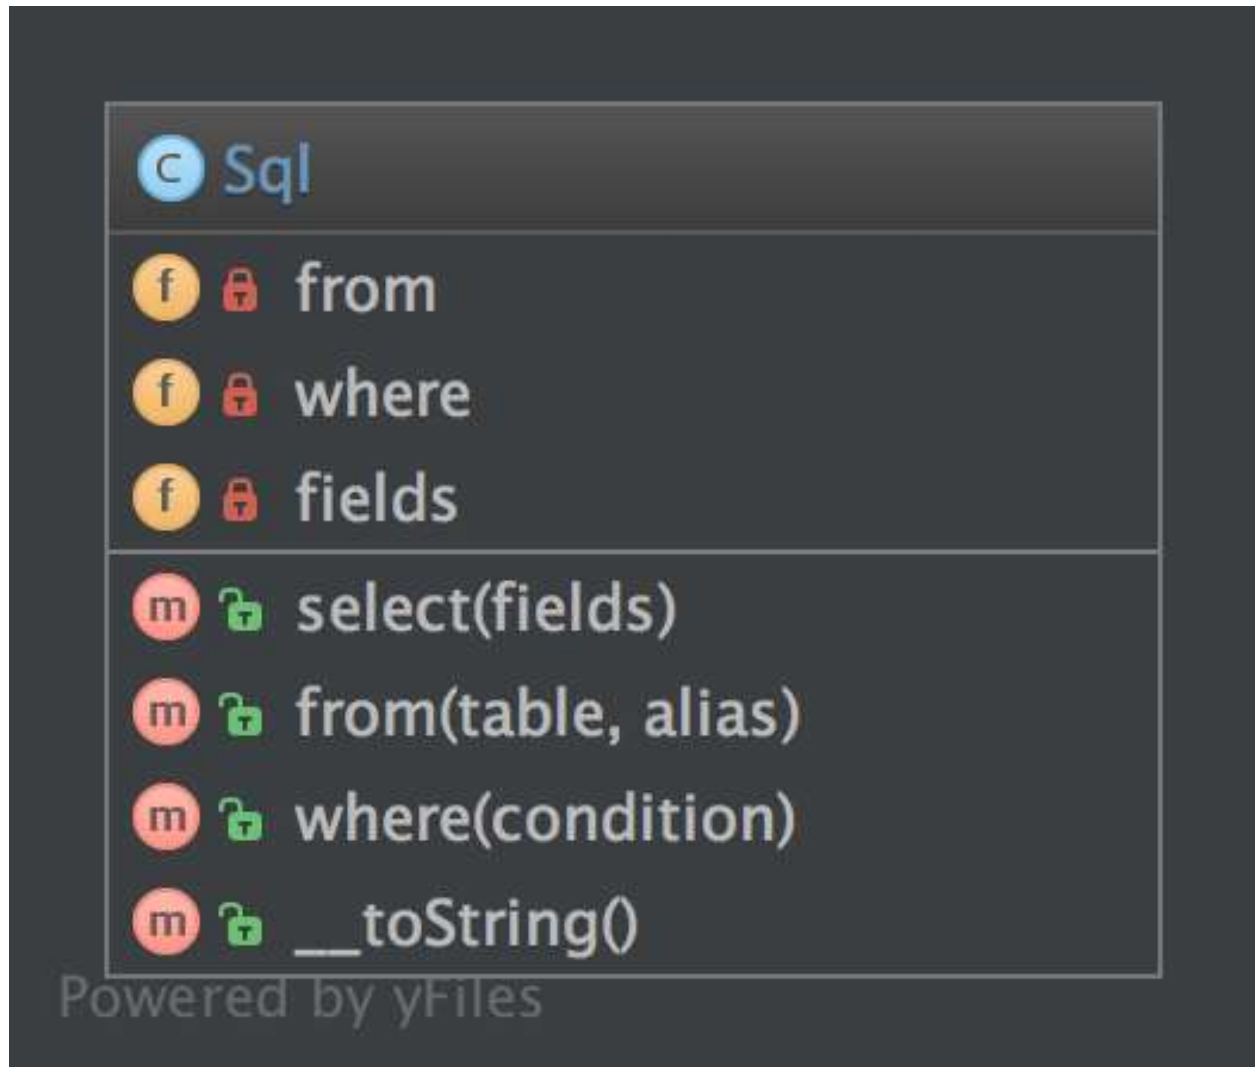 C Sql
f from
f where
f fields
m select(fields)
m from(table, alias)
m where(condition)
m __toString()
Powered by yFiles